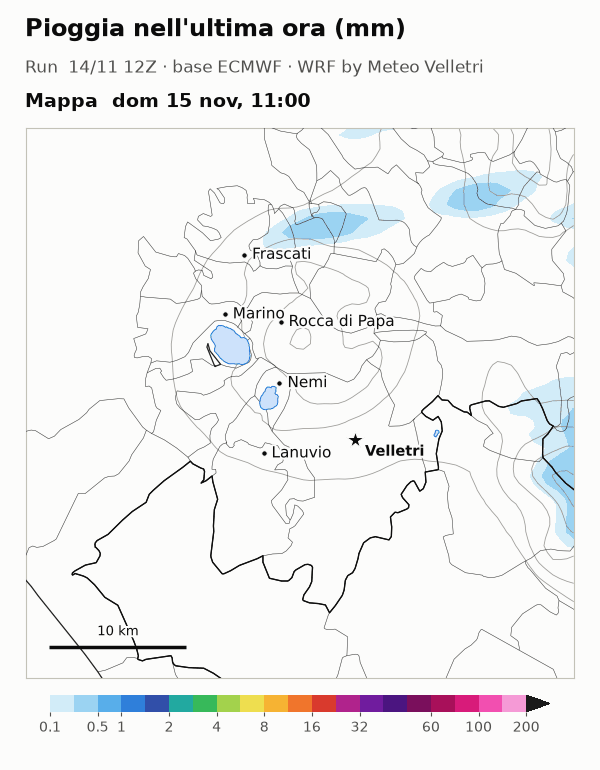 Pioggia nell'ultima ora (mm)
Run  14/11 12Z · base ECMWF · WRF by Meteo Velletri
Mappa  dom 15 nov, 11:00
Frascati
Marino
Rocca di Papa
Nemi
Velletri
Lanuvio
10 km
0.1 0.5 1 2 4 8 16 32 60 100 200